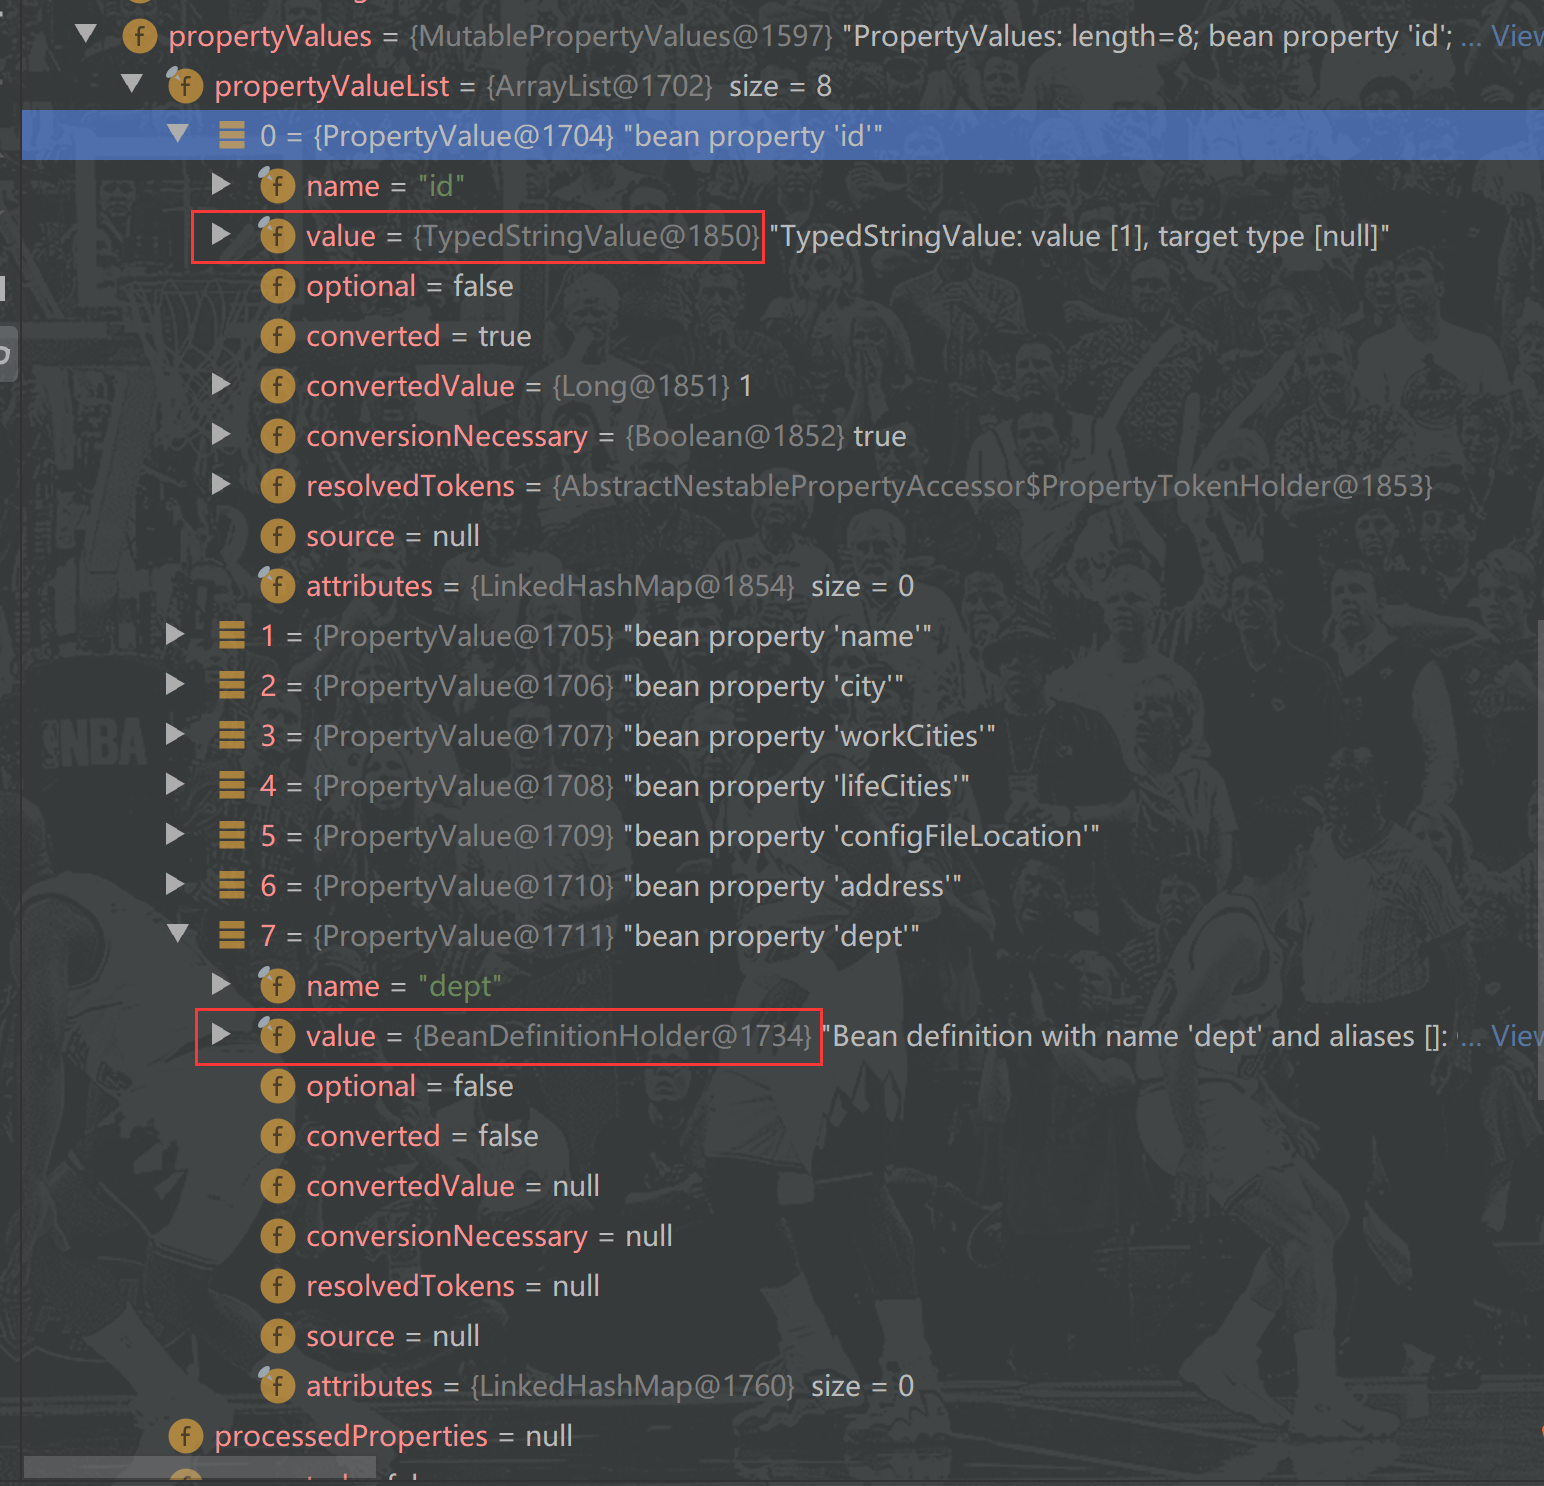 propertyValues = {MutablePropertyValues@1597} "PropertyValues: length=8; bean property 'id'; ... View
propertyValueList = {ArrayList@1702} size = 8
0 = {PropertyValue@1704} "bean property 'id'"
name = "id"
value = {TypedStringValue@1850} "TypedStringValue: value [1], target type [null]"
optional = false
converted = true
convertedValue = {Long@1851} 1
conversionNecessary = {Boolean@1852} true
resolvedTokens = {AbstractNestablePropertyAccessor$PropertyTokenHolder@1853}
source = null
attributes = {LinkedHashMap@1854} size = 0
1 = {PropertyValue@1705} "bean property 'name'"
2 = {PropertyValue@1706} "bean property 'city'"
3 = {PropertyValue@1707} "bean property 'workCities'"
NBA
4 = {PropertyValue@1708} "bean property 'lifeCities'"
5 = {PropertyValue@1709} "bean property 'configFileLocation'"
6 = {PropertyValue@1710} "bean property 'address'"
7 = {PropertyValue@1711} "bean property 'dept'"
name = "dept"
value = {BeanDefinitionHolder@1734} "Bean definition with name 'dept' and aliases []: ... View
optional = false
converted = false
convertedValue = null
conversionNecessary = null
resolvedTokens = null
source = null
attributes = {LinkedHashMap@1760} size = 0
processedProperties = null